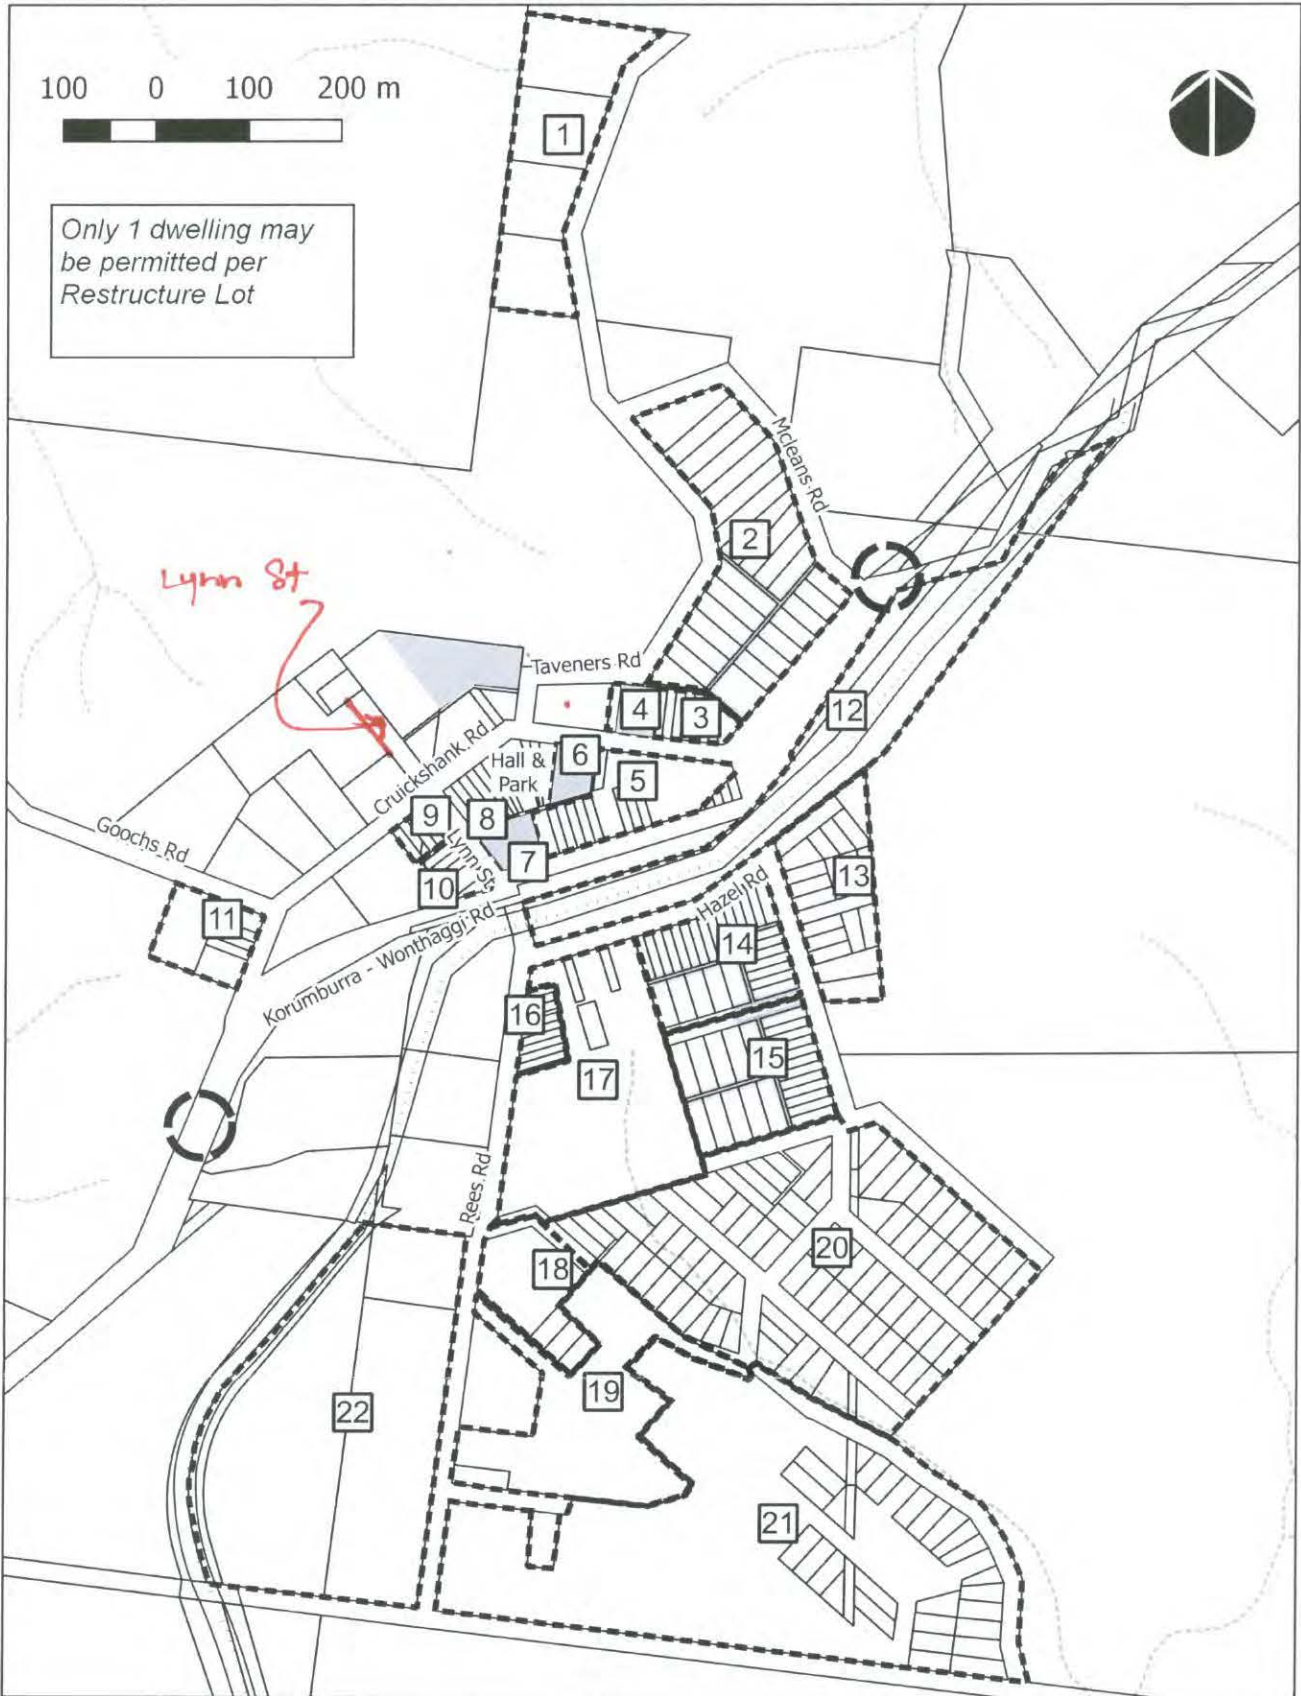 100 0 100 200 m
Only 1 dwelling may
be permitted per
Restructure Lot
1
Mcleans Rd
2
Lynn St
Taveners Rd
4
3
12
Cruickshank Rd
Hall &
Park
6
5
9
8
Lynn St
7
Goochs Rd
10
11
13
Hazel Rd
14
Korumburra - Wonthaggi Rd
16
15
17
Rees Rd
20
18
19
22
21